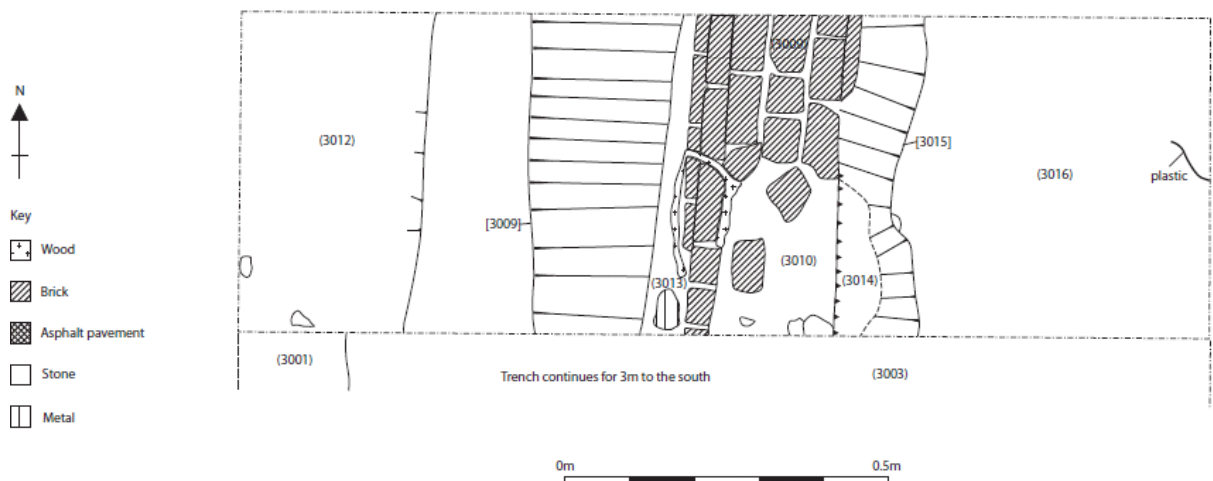 N
Key
Wood
Brick
Asphalt pavement
Stone
Metal
(3012)
[3009]
(3013)
(3010)
(3014)
[3015]
(3016)
plastic
(3001)
Trench continues for 3m to the south
(3003)
0m
0.5m